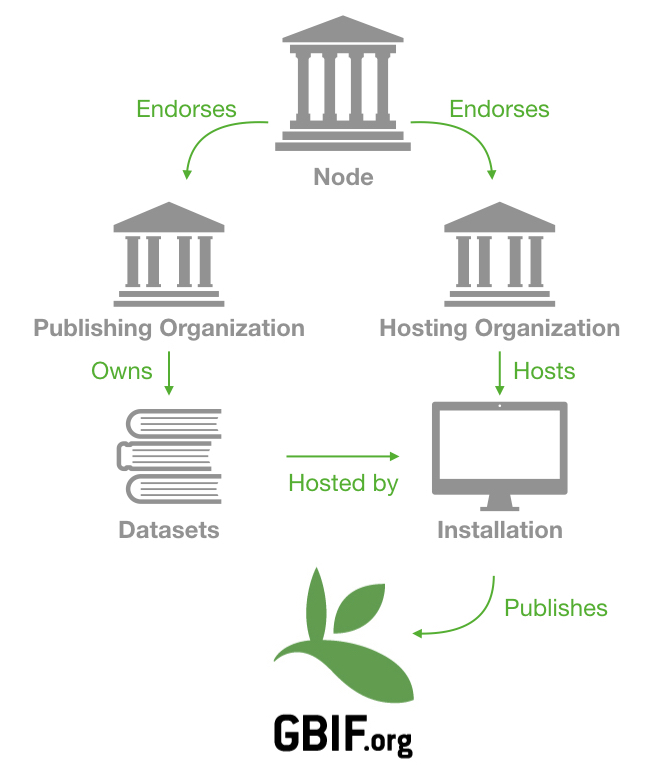 Endorses
Endorses
Node
Publishing Organization
Hosting Organization
Owns
Hosts
Hosted by
Datasets
Installation
Publishes
GBIF.org